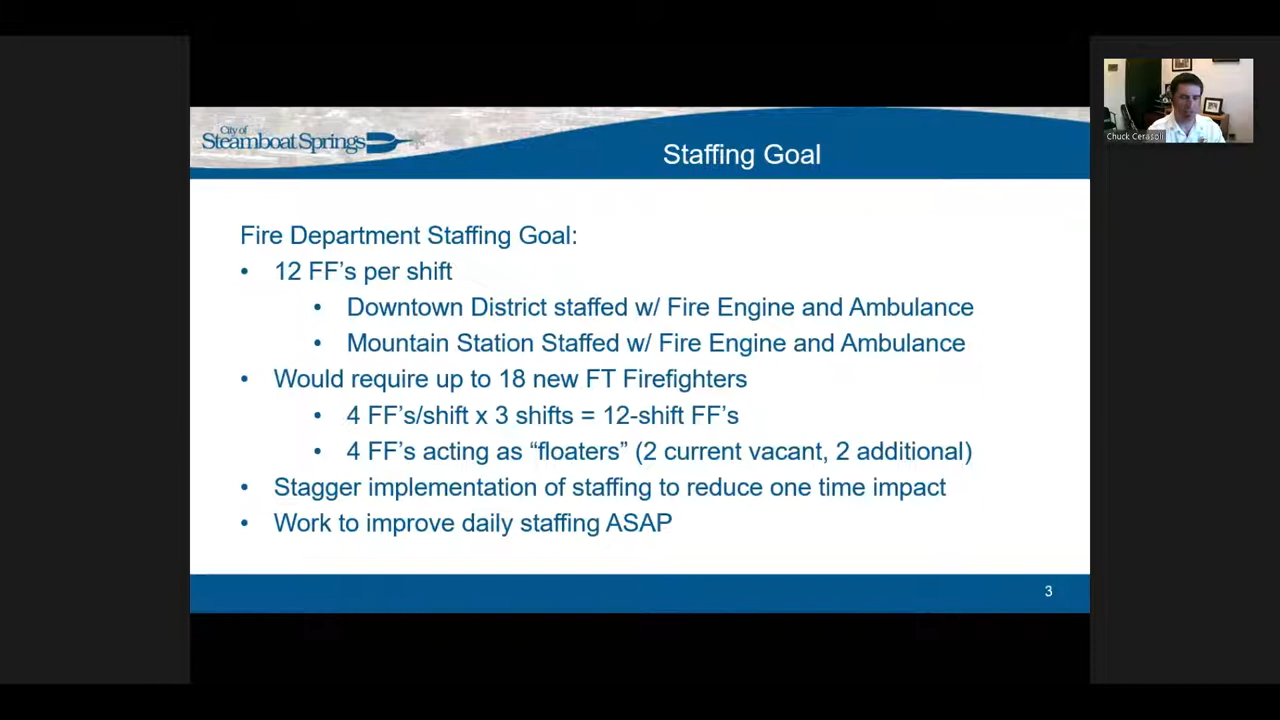 City of
Steamboat Springs
Staffing Goal
Chuck Cerasoli
Fire Department Staffing Goal:
• 12 FF’s per shift
• Downtown District staffed w/ Fire Engine and Ambulance
• Mountain Station Staffed w/ Fire Engine and Ambulance
• Would require up to 18 new FT Firefighters
• 4 FF’s/shift x 3 shifts = 12-shift FF’s
• 4 FF’s acting as “floaters” (2 current vacant, 2 additional)
• Stagger implementation of staffing to reduce one time impact
• Work to improve daily staffing ASAP
3